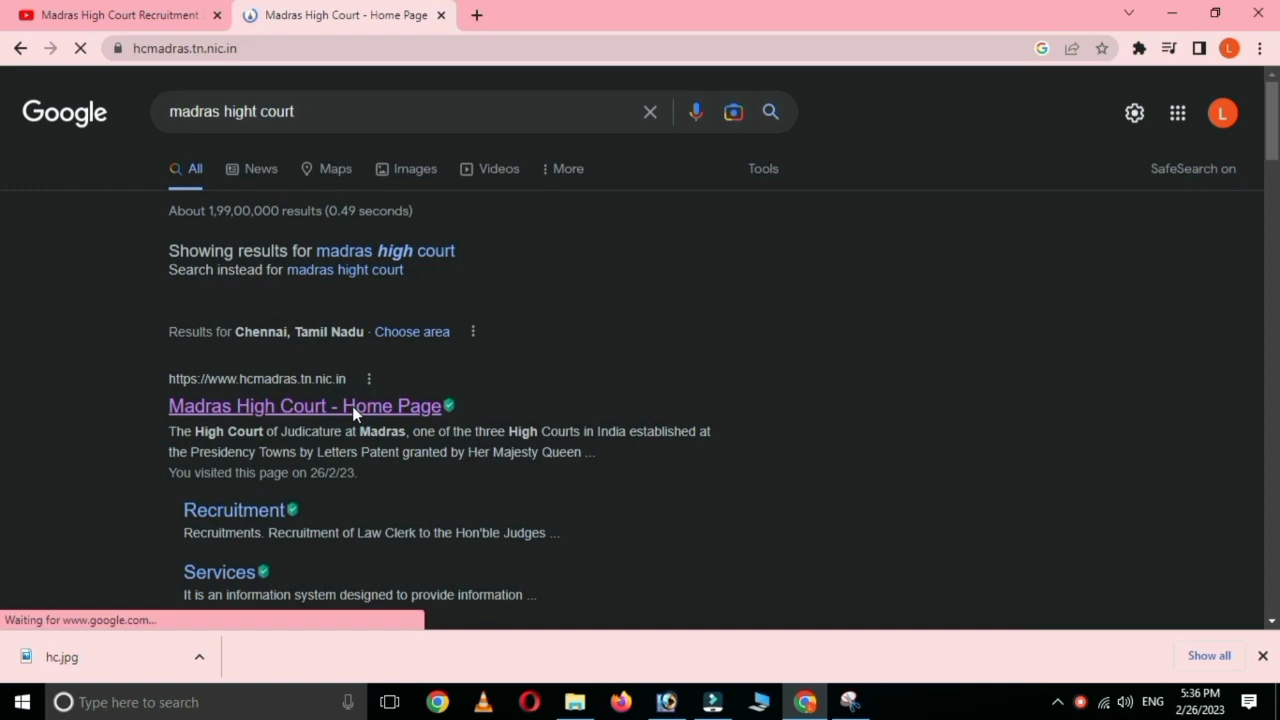 Madras High Court Recruitment
Madras High Court - Home Page
hcmadras.tn.nic.in
L
Google
madras hight court
L
All
News
Maps
Images
Videos
More
Tools
SafeSearch on
About 1,99,00,000 results (0.49 seconds)
Showing results for madras high court
Search instead for madras hight court
Results for Chennai, Tamil Nadu · Choose area
https://www.hcmadras.tn.nic.in
Madras High Court - Home Page
The High Court of Judicature at Madras, one of the three High Courts in India established at
the Presidency Towns by Letters Patent granted by Her Majesty Queen ...
You visited this page on 26/2/23.
Recruitment
Recruitments. Recruitment of Law Clerk to the Hon'ble Judges ...
Services
It is an information system designed to provide information ...
Waiting for www.google.com...
hc.jpg
Show all
Type here to search
ENG
5:36 PM
2/26/2023